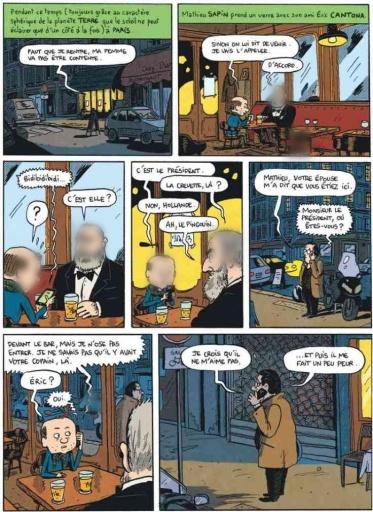 Pendant ce temps (toujours grâce au caractère
sphérique de la planète TERRE que le soleil ne peut
éclairer que d'un côté à la fois) à PARIS.
Mathieu SAPIN prend un verre avec son ami Éric CANTONA.
FAUT QUE JE RENTRE, MA FEMME
VA PAS ÊTRE CONTENTE.
SINON ON LUI DIT DE VENIR.
JE VAIS L'APPELER.
D'ACCORD.
Bidibidibidi...
?
C'EST ELLE?
C'EST LE PRÉSIDENT.
LA CREVETTE, LÀ?
NON, HOLLANDE.
AH, LE PINGOUIN.
MATHIEU, VOTRE ÉPOUSE
M'A DIT QUE VOUS ÉTIEZ ICI.
MONSIEUR LE
PRÉSIDENT, OÙ
ÊTES-VOUS?
DEVANT LE BAR, MAIS JE N'OSE PAS
ENTRER. JE NE SAVAIS PAS QU'IL Y AVAIT
VOTRE COPAIN, LÀ.
ÉRIC?
OUI.
JE CROIS QU'IL
NE M'AIME PAS,
...ET PUIS IL ME
FAIT UN PEU PEUR.